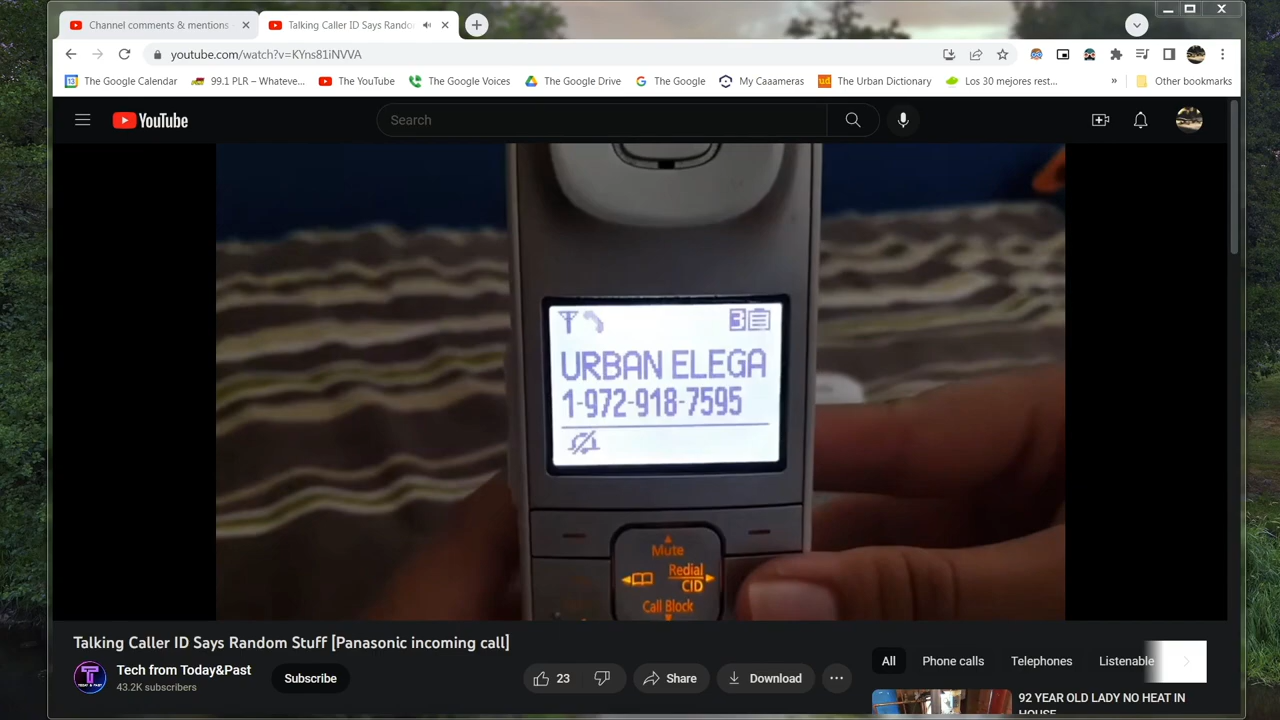 Channel comments & mentions
Talking Caller ID Says Rando
youtube.com/watch?v=KYns81iNVVA
The Google Calendar
99.1 PLR – Whateve...
The YouTube
The Google Voices
The Google Drive
The Google
My Caaameras
The Urban Dictionary
Los 30 mejores rest...
»
Other bookmarks
YouTube
Search
3
URBAN ELEGA
1-972-918-7595
Mute
Redial
CID
Call Block
Talking Caller ID Says Random Stuff [Panasonic incoming call]
Tech from Today&Past
43.2K subscribers
Subscribe
23
Share
Download
All
Phone calls
Telephones
Listenable
92 YEAR OLD LADY NO HEAT IN
HOUSE